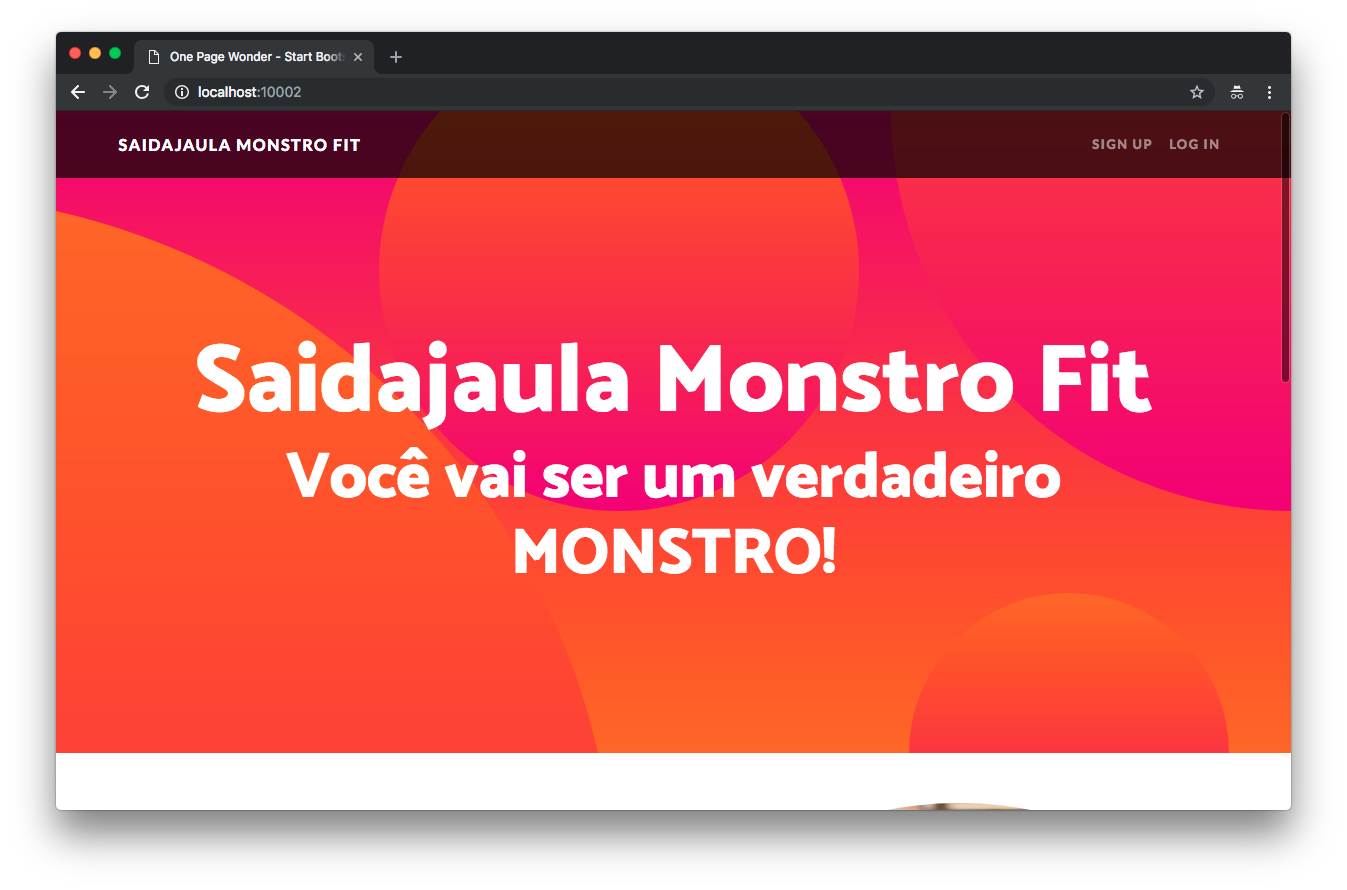 One Page Wonder - Start Boot
localhost:10002
SAIDAJAULA MONSTRO FIT
SIGN UP LOG IN
Saidajaula Monstro Fit
Você vai ser um verdadeiro
MONSTRO!